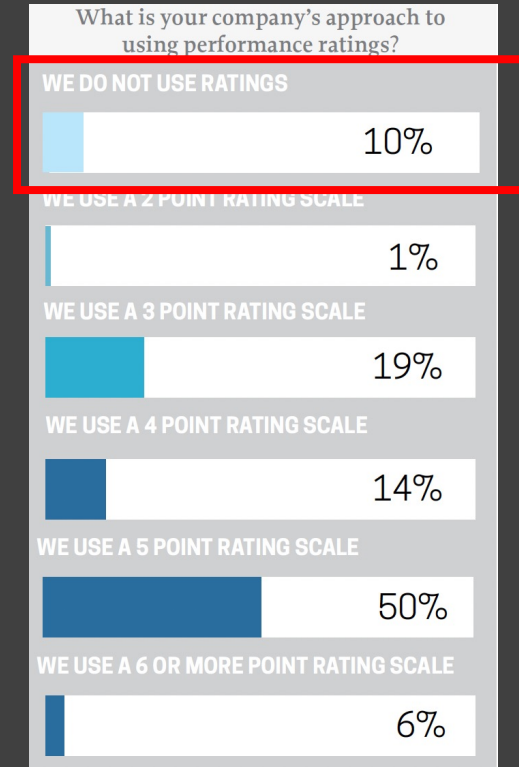 What is your company's approach to
using performance ratings?
WE DO NOT USE RATINGS
10%
WE USE A 2 POINT RATING SCALE
1%
WE USE A 3 POINT RATING SCALE
19%
WE USE A 4 POINT RATING SCALE
14%
WE USE A 5 POINT RATING SCALE
50%
WE USE A 6 OR MORE POINT RATING SCALE
6%